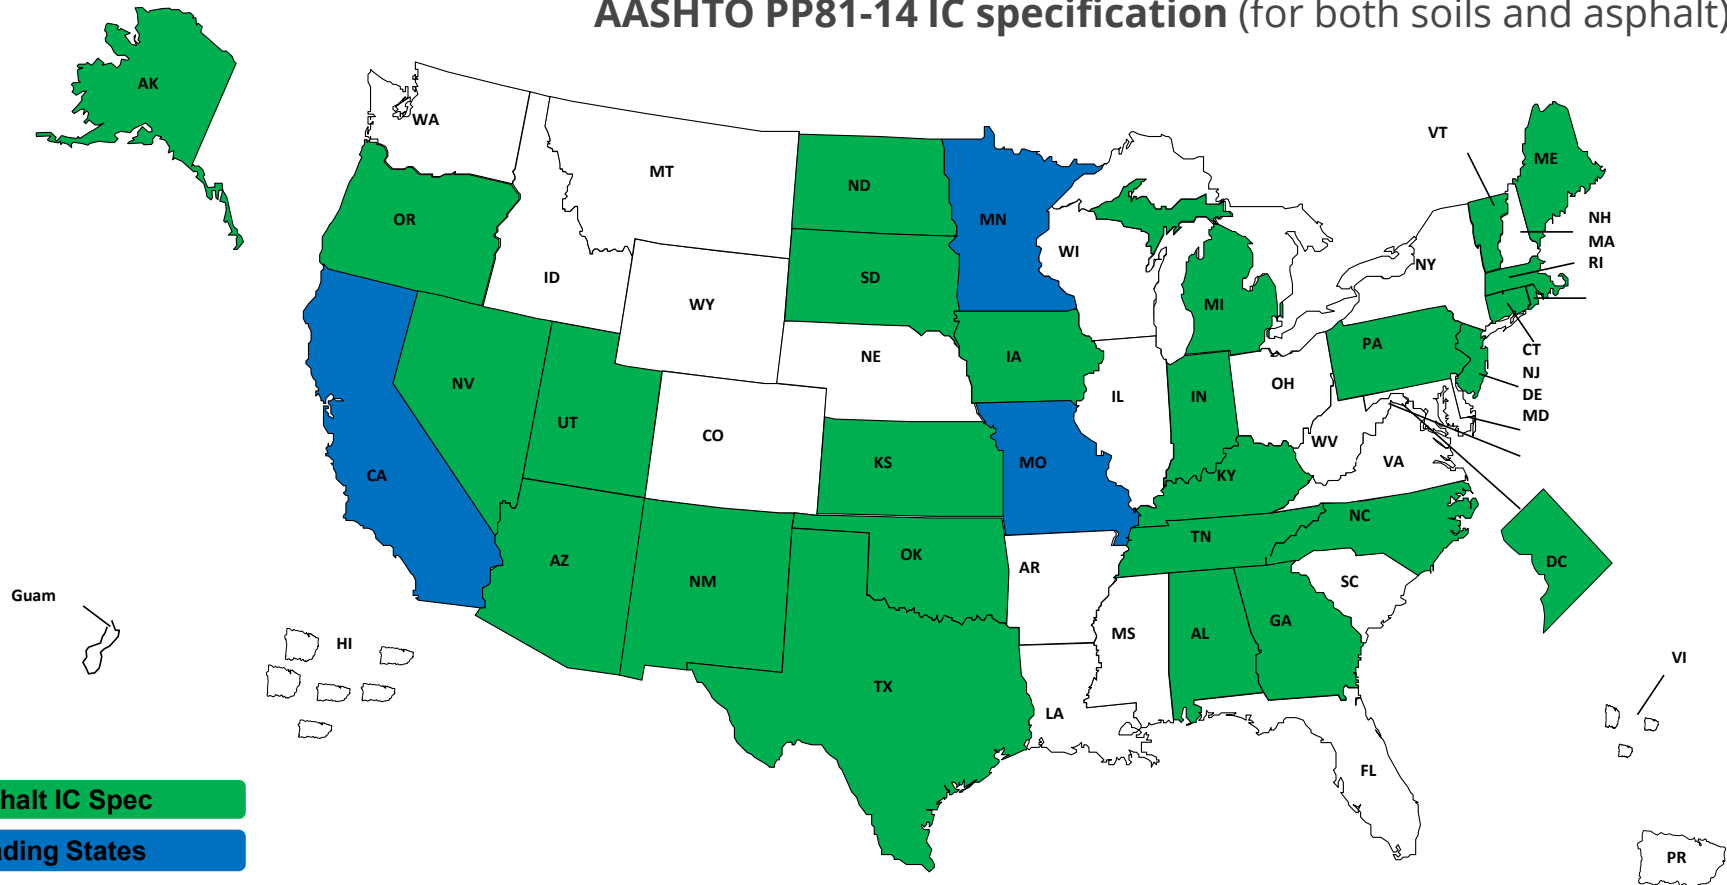 AASHTO PP81-14 IC specification (for both soils and asphalt)
AK
WA
VT
ME
MT
ND
MN
OR
NH
MA
WI
NY
RI
ID
SD
WY
MI
PA
CT
NE
IA
NJ
NV
OH
DE
IL
IN
MD
UT
CO
WV
KS
MO
VA
CA
KY
NC
TN
OK
DC
AZ
AR
NM
SC
Guam
GA
MS
AL
HI
VI
TX
LA
FL
halt IC Spec
ding States
PR